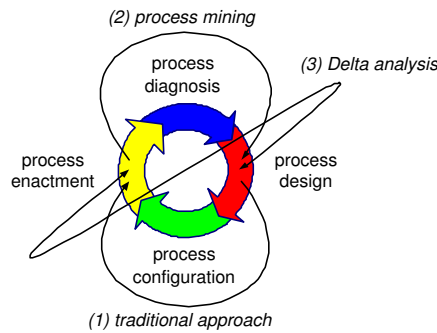 (2) process mining
process
diagnosis
(3) Delta analysis
process
enactment
process
design
process
configuration
(1) traditional approach